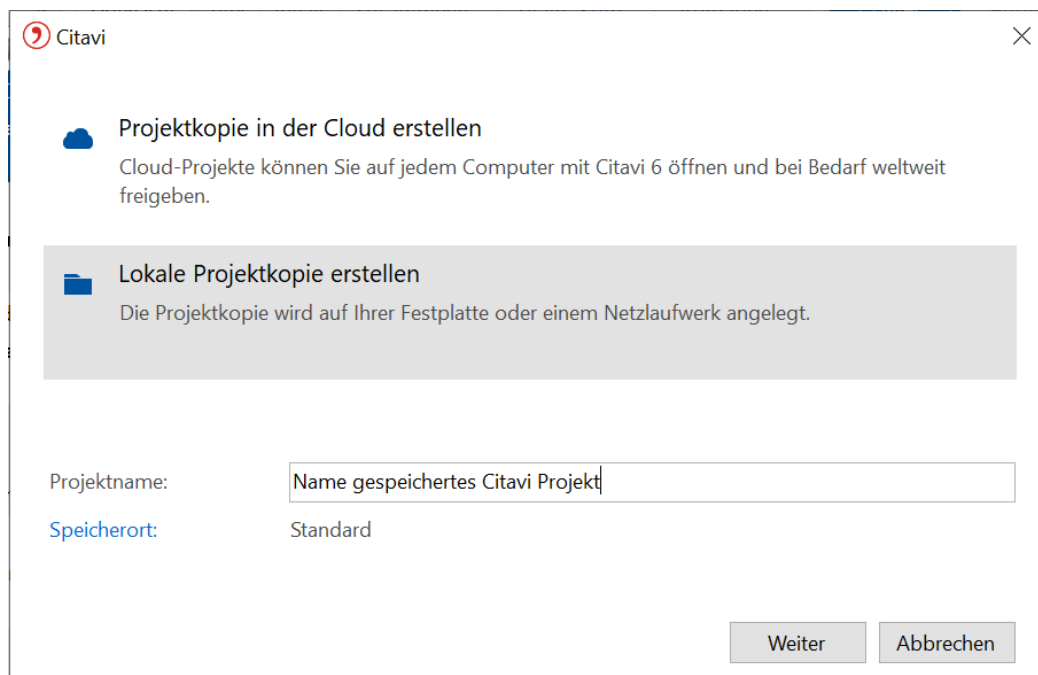 Citavi
Projektkopie in der Cloud erstellen
Cloud-Projekte können Sie auf jedem Computer mit Citavi 6 öffnen und bei Bedarf weltweit
freigeben.
Lokale Projektkopie erstellen
Die Projektkopie wird auf Ihrer Festplatte oder einem Netzlaufwerk angelegt.
Projektname: Name gespeichertes Citavi Projekt
Speicherort: Standard
Weiter Abbrechen